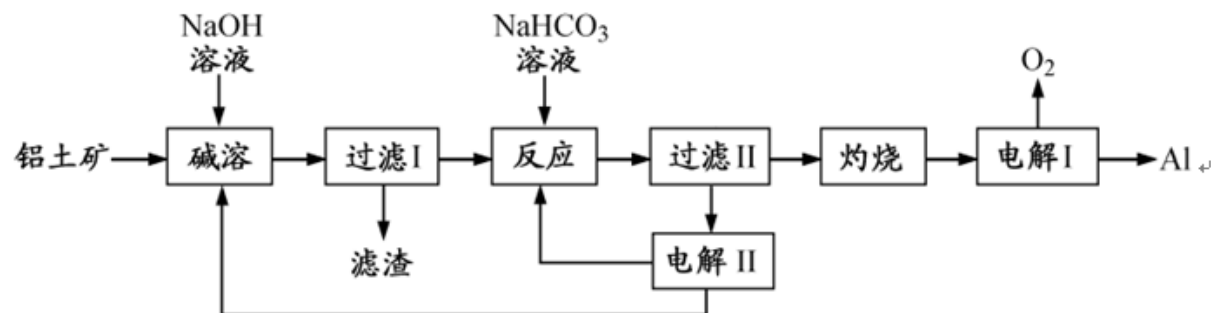 NaOH
溶液
NaHCO₃
溶液
O₂
铝土矿
碱溶
过滤I
反应
过滤II
灼烧
电解I
Al
滤渣
电解 II